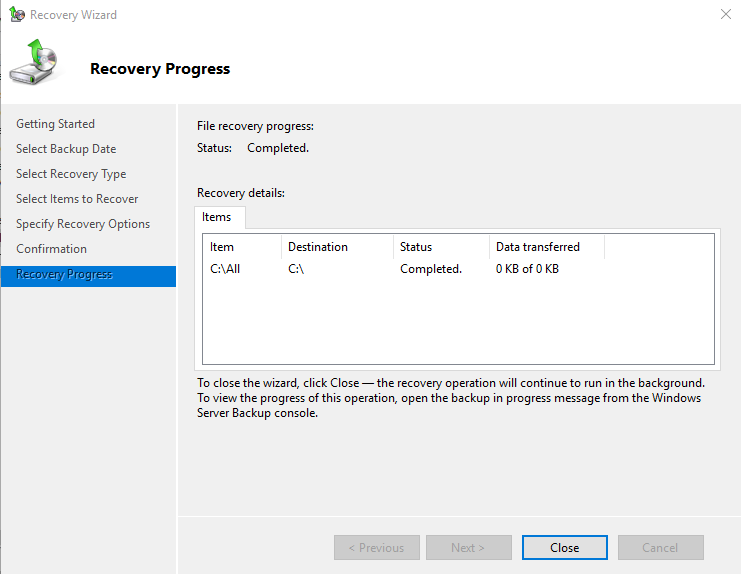 Recovery Wizard
Recovery Progress
Getting Started
Select Backup Date
Select Recovery Type
Select Items to Recover
Specify Recovery Options
Confirmation
Recovery Progress
File recovery progress:
Status: Completed.
Recovery details:
Items
Item Destination Status Data transferred
C:\All C:\ Completed. 0 KB of 0 KB
To close the wizard, click Close — the recovery operation will continue to run in the background.
To view the progress of this operation, open the backup in progress message from the Windows
Server Backup console.
< Previous Next > Close Cancel